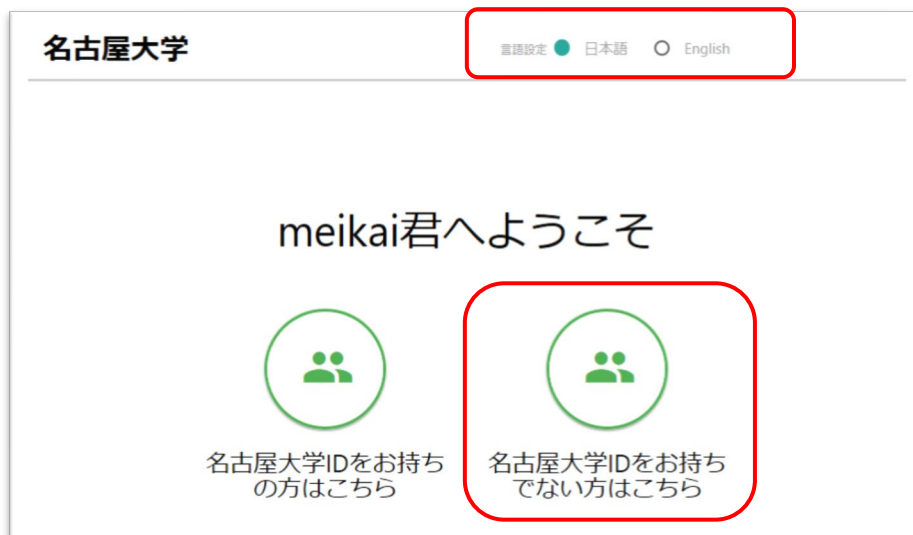 名古屋大学
言語設定 日本語 English
meikai君へようこそ
名古屋大学IDをお持ち
の方はこちら
名古屋大学IDをお持ち
でない方はこちら